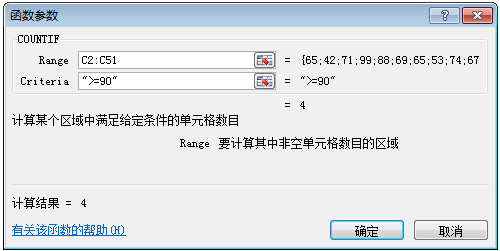 函数参数
COUNTIF
Range C2:C51 = {65;42;71;99;88;69;65;53;74;67
Criteria ">=90" = ">=90"
= 4
计算某个区域中满足给定条件的单元格数目
Range 要计算其中非空单元格数目的区域
计算结果 = 4
有关该函数的帮助(H) 确定 取消